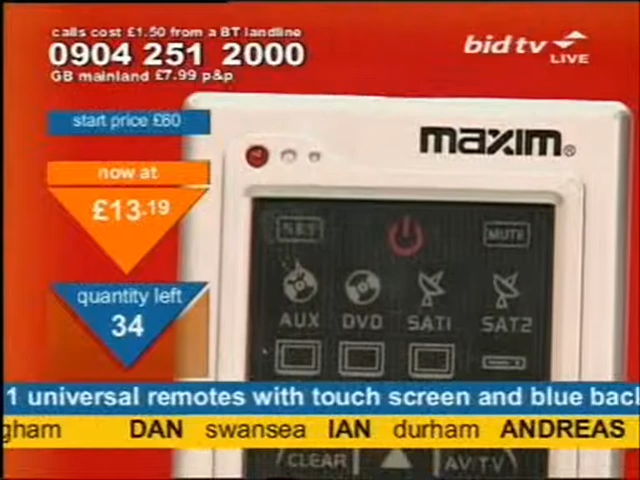 calls cost £1.50 from a BT landline
0904 251 2000
GB mainland £7.99 p&p
bid tv
LIVE
start price £60
now at
£13.19
quantity left
34
maxim®
SET
MUTE
AUX DVD SAT1 SAT2
1 universal remotes with touch screen and blue back
gham DAN swansea IAN durham ANDREAS
CLEAR AV/TV